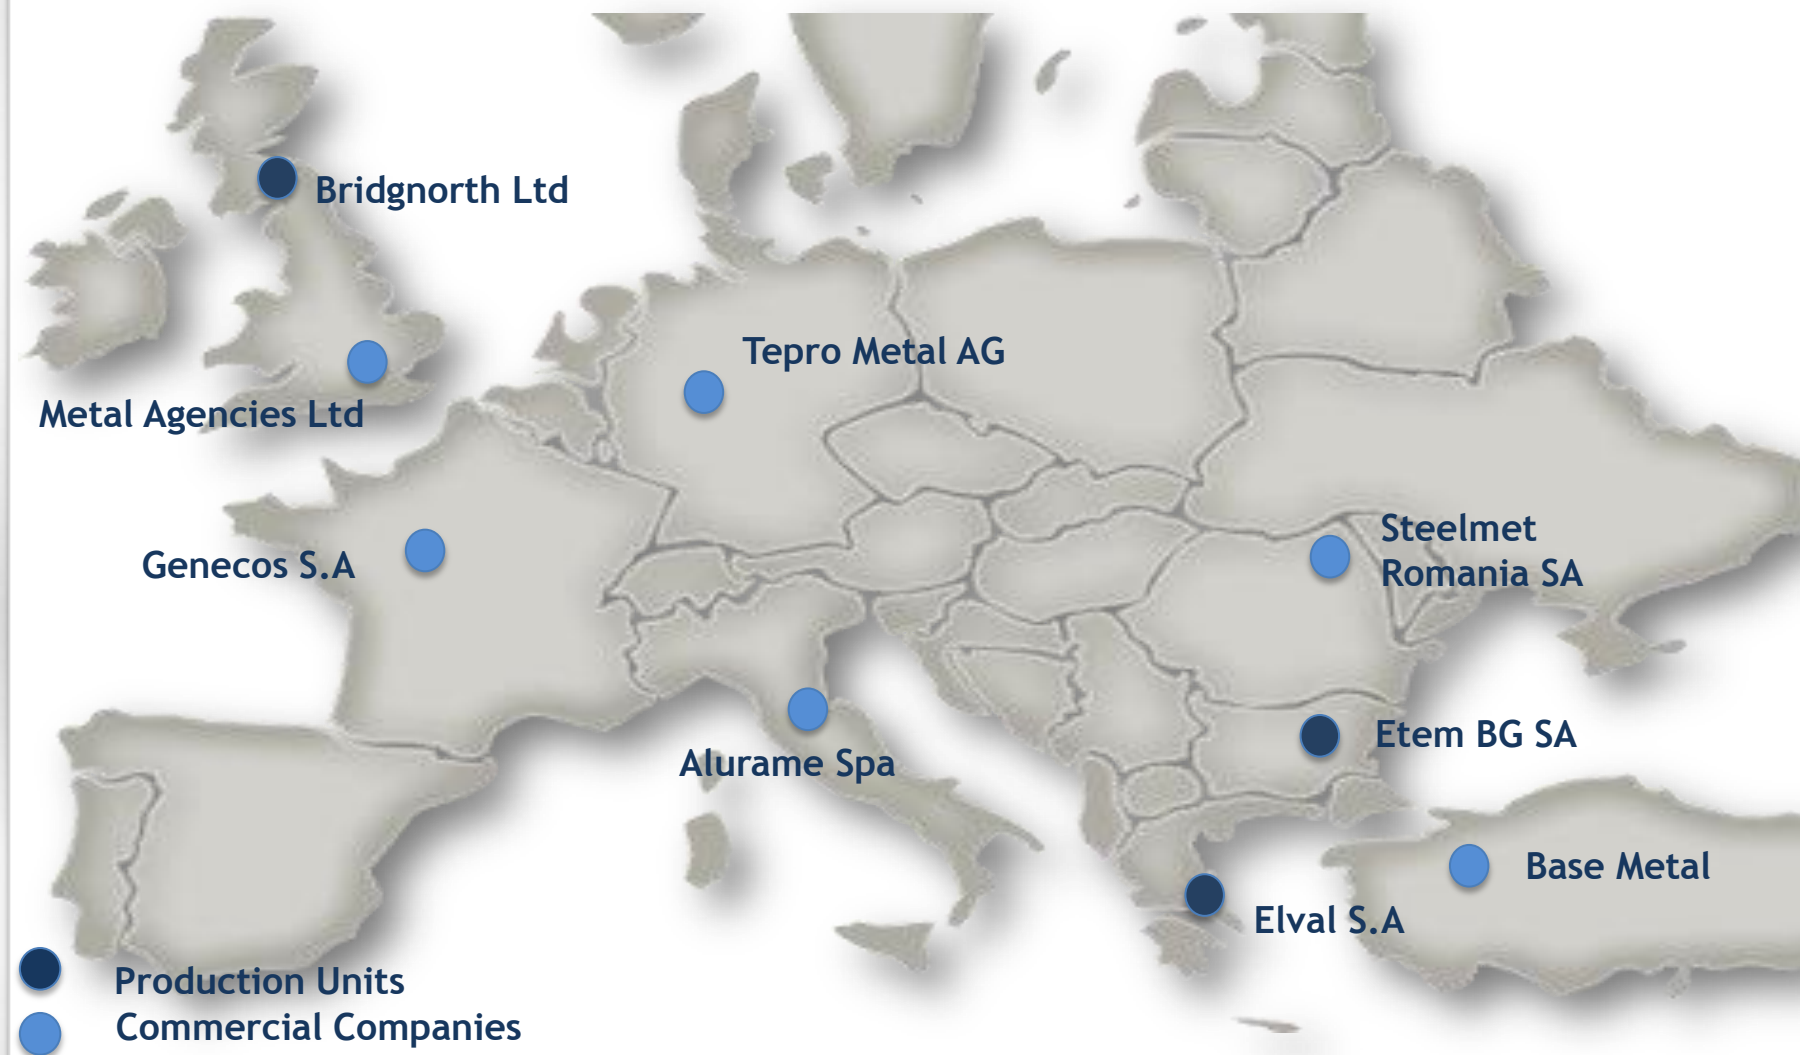 Bridgnorth Ltd
Tepro Metal AG
Metal Agencies Ltd
Steelmet
Romania SA
Genecos S.A
Etem BG SA
Alurame Spa
Base Metal
Elval S.A
Production Units
Commercial Companies